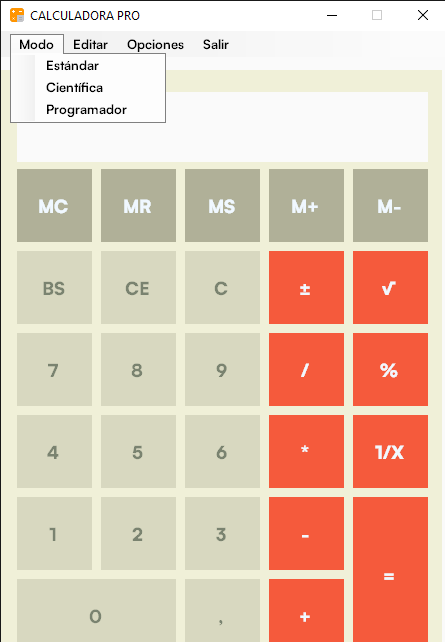 CALCULADORA PRO
Modo Editar Opciones Salir
Estándar
Científica
Programador
MC MR MS M+ M-
BS CE C ± √
7 8 9 / %
4 5 6 * 1/X
1 2 3 -
=
0 , +